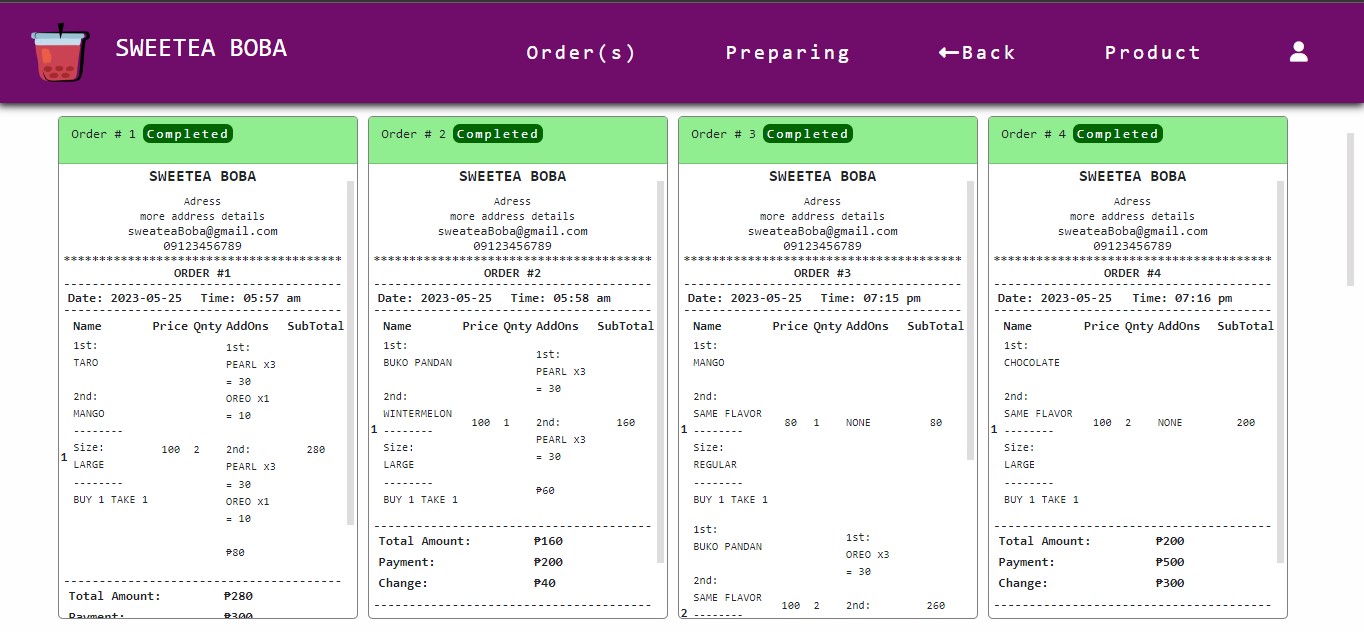 SWEETEA BOBA
Order(s) Preparing ←Back Product
Order # 1 Completed
SWEETEA BOBA
Adress
more address details
sweateaBoba@gmail.com
09123456789
***************************************
ORDER #1
---------------------------------------
Date: 2023-05-25 Time: 05:57 am
---------------------------------------
Name Price Qnty AddOns SubTotal
1 1st:
TARO
2nd:
MANGO
--------
Size:
LARGE
--------
BUY 1 TAKE 1
100 2
1st:
PEARL x3
= 30
OREO x1
= 10
2nd:
PEARL x3
= 30
OREO x1
= 10
₱80
280
---------------------------------------
Total Amount: ₱280
Payment: ₱300
Order # 2 Completed
SWEETEA BOBA
Adress
more address details
sweateaBoba@gmail.com
09123456789
***************************************
ORDER #2
---------------------------------------
Date: 2023-05-25 Time: 05:58 am
---------------------------------------
Name Price Qnty AddOns SubTotal
1 1st:
BUKO PANDAN
2nd:
WINTERMELON
--------
Size:
LARGE
--------
BUY 1 TAKE 1
100 1
1st:
PEARL x3
= 30
2nd:
PEARL x3
= 30
₱60
160
---------------------------------------
Total Amount: ₱160
Payment: ₱200
Change: ₱40
---------------------------------------
Order # 3 Completed
SWEETEA BOBA
Adress
more address details
sweateaBoba@gmail.com
09123456789
***************************************
ORDER #3
---------------------------------------
Date: 2023-05-25 Time: 07:15 pm
---------------------------------------
Name Price Qnty AddOns SubTotal
1 1st:
MANGO
2nd:
SAME FLAVOR
--------
Size:
REGULAR
--------
BUY 1 TAKE 1
80 1 NONE 80
2 1st:
BUKO PANDAN
2nd:
SAME FLAVOR
--------
100 2
1st:
OREO x3
= 30
2nd:
260
Order # 4 Completed
SWEETEA BOBA
Adress
more address details
sweateaBoba@gmail.com
09123456789
***************************************
ORDER #4
---------------------------------------
Date: 2023-05-25 Time: 07:16 pm
---------------------------------------
Name Price Qnty AddOns SubTotal
1 1st:
CHOCOLATE
2nd:
SAME FLAVOR
--------
Size:
LARGE
--------
BUY 1 TAKE 1
100 2 NONE 200
---------------------------------------
Total Amount: ₱200
Payment: ₱500
Change: ₱300
---------------------------------------